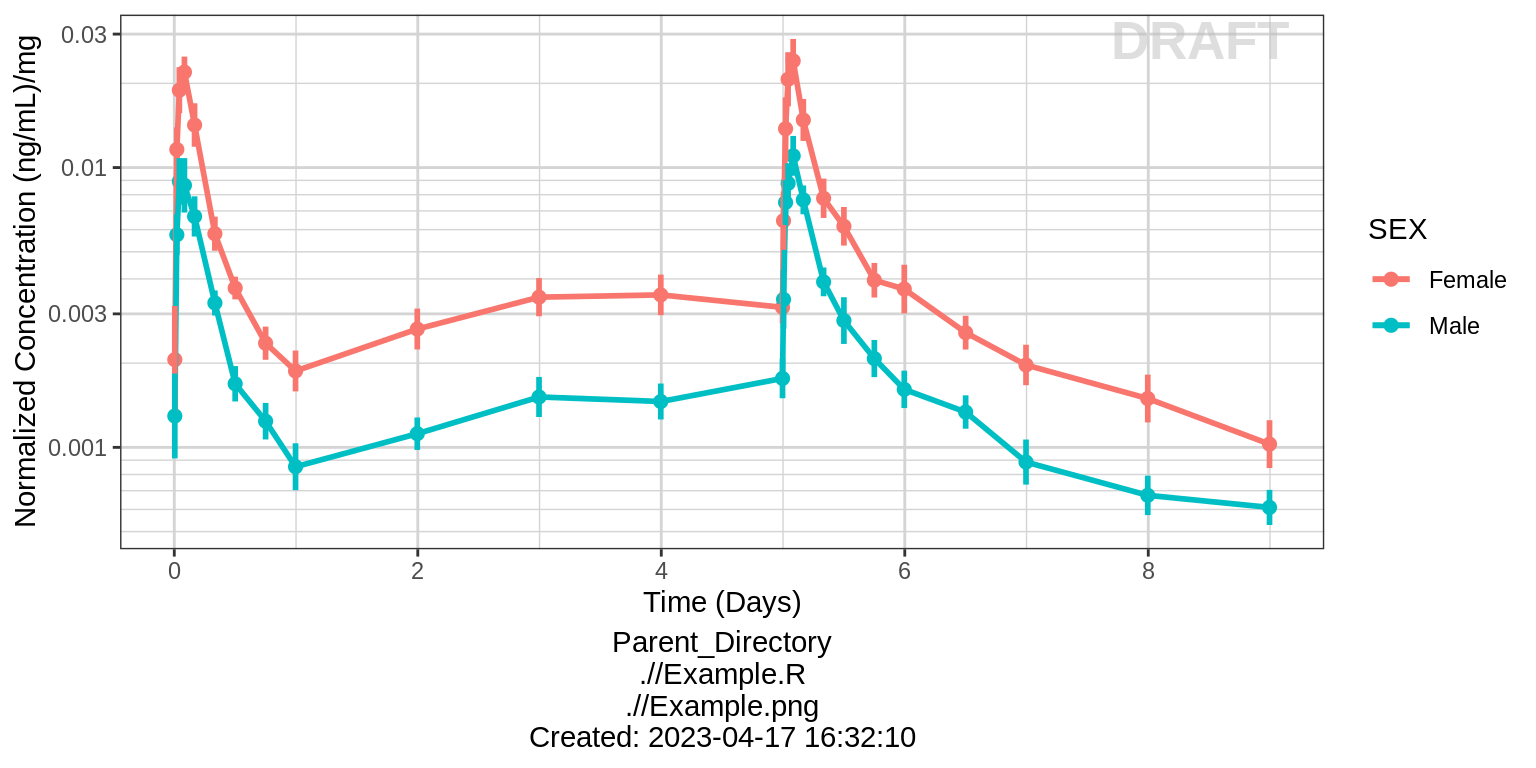 DRAFT
Normalized Concentration (ng/mL)/mg
0.03
0.01
0.003
0.001
0 2 4 6 8
Time (Days)
SEX
Female
Male
Parent_Directory
.//Example.R
.//Example.png
Created: 2023-04-17 16:32:10